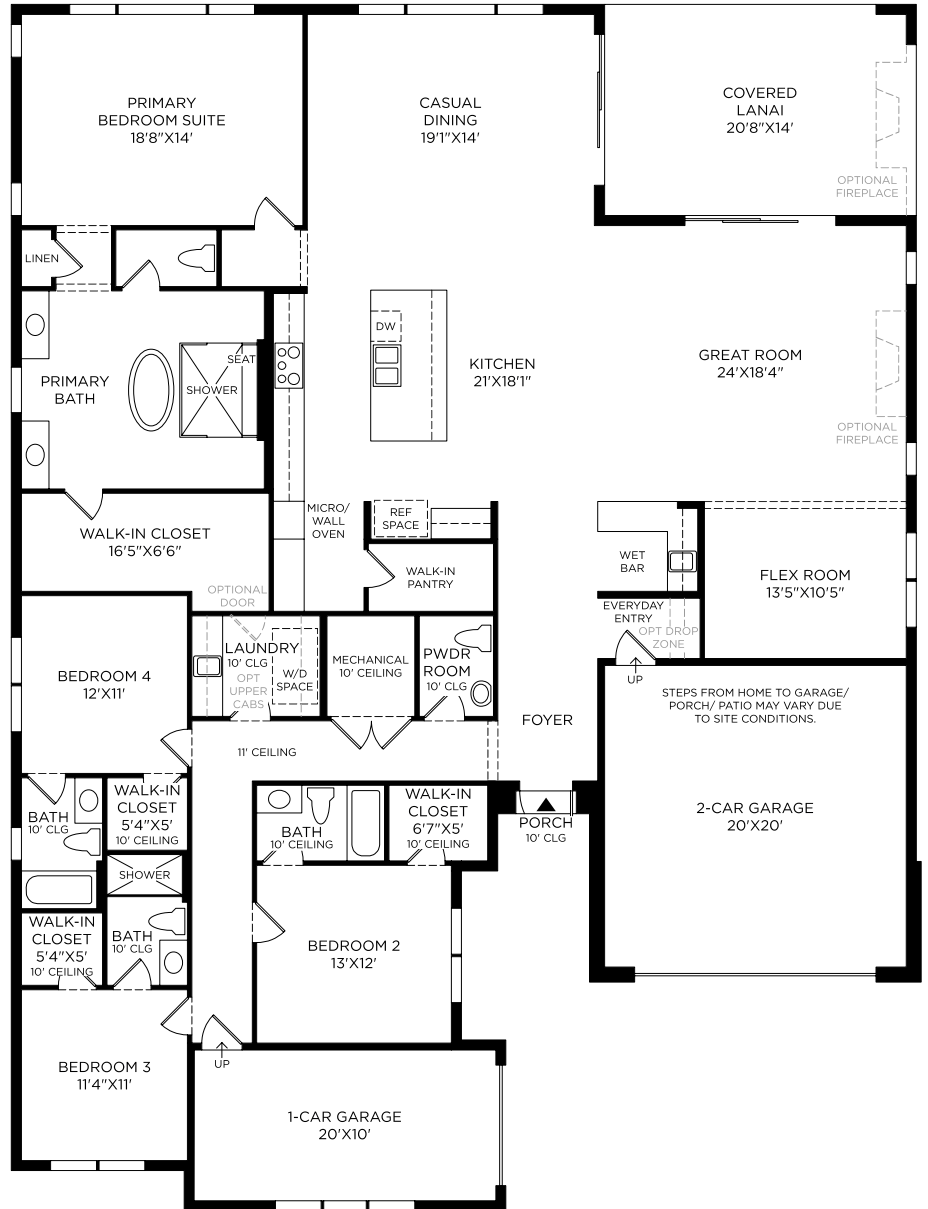 PRIMARY
BEDROOM SUITE
18'8"X14'
CASUAL
DINING
19'1"X14'
COVERED
LANAI
20'8"X14'
OPTIONAL
FIREPLACE
LINEN
DW
SEAT
SHOWER
PRIMARY
BATH
KITCHEN
21'X18'1"
GREAT ROOM
24'X18'4"
OPTIONAL
FIREPLACE
WALK-IN CLOSET
16'5"X6'6"
OPTIONAL
DOOR
MICRO/
WALL
OVEN
REF
SPACE
WALK-IN
PANTRY
WET
BAR
FLEX ROOM
13'5"X10'5"
EVERYDAY
ENTRY
OPT DROP
ZONE
UP
BEDROOM 4
12'X11'
LAUNDRY
10' CLG
OPT
UPPER
CABS
W/D
SPACE
MECHANICAL
10' CEILING
PWDR
ROOM
10' CLG
FOYER
STEPS FROM HOME TO GARAGE/
PORCH/ PATIO MAY VARY DUE
TO SITE CONDITIONS.
11' CEILING
2-CAR GARAGE
20'X20'
BATH
10' CLG
WALK-IN
CLOSET
5'4"X5'
10' CEILING
BATH
10' CEILING
WALK-IN
CLOSET
6'7"X5'
10' CEILING
PORCH
10' CLG
SHOWER
WALK-IN
CLOSET
5'4"X5'
10' CEILING
BATH
10' CLG
BEDROOM 2
13'X12'
BEDROOM 3
11'4"X11'
UP
1-CAR GARAGE
20'X10'